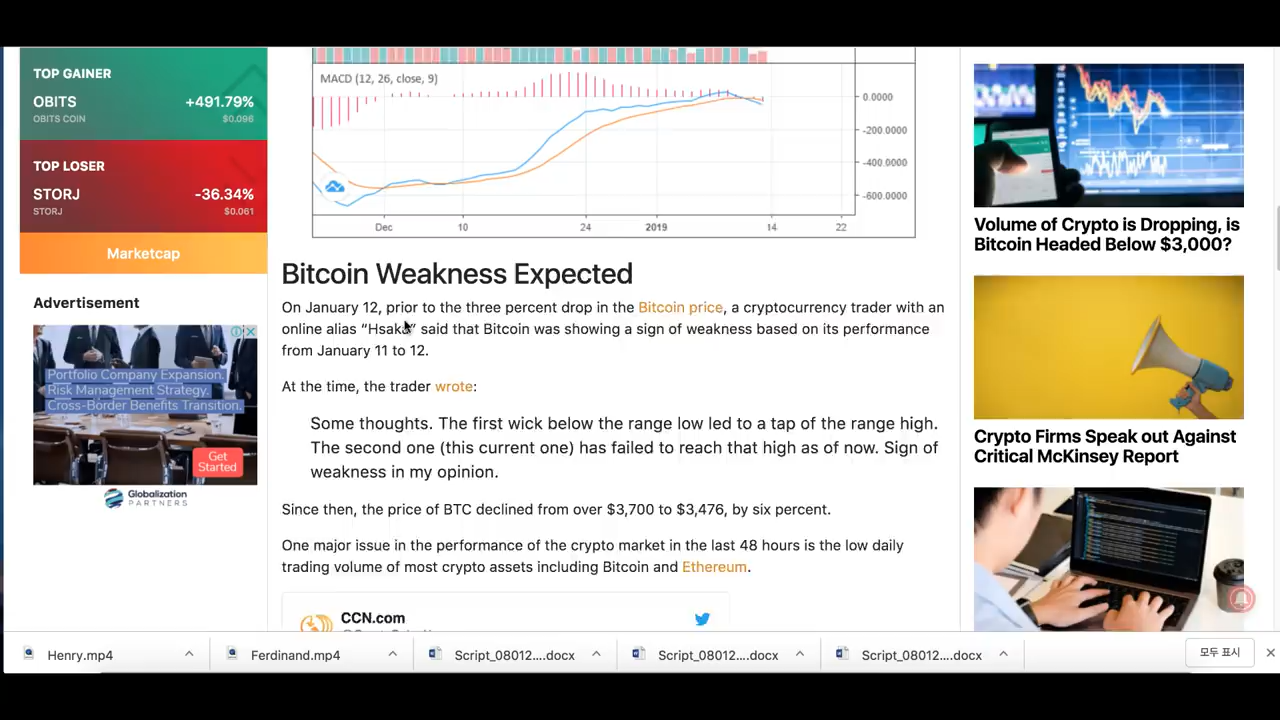 TOP GAINER
OBITS +491.79%
OBITS COIN $0.096
TOP LOSER
STORJ -36.34%
STORJ $0.061
Marketcap
Advertisement
Portfolio Company Expansion.
Risk Management Strategy.
Cross-Border Benefits Transition.
Get
Started
Globalization
PARTNERS
MACD (12, 26, close, 9)
0.0000
-200.0000
-400.0000
-600.0000
Dec 10 24 2019 14 22
Bitcoin Weakness Expected
On January 12, prior to the three percent drop in the Bitcoin price, a cryptocurrency trader with an
online alias “Hsaka” said that Bitcoin was showing a sign of weakness based on its performance
from January 11 to 12.
At the time, the trader wrote:
Some thoughts. The first wick below the range low led to a tap of the range high.
The second one (this current one) has failed to reach that high as of now. Sign of
weakness in my opinion.
Since then, the price of BTC declined from over $3,700 to $3,476, by six percent.
One major issue in the performance of the crypto market in the last 48 hours is the low daily
trading volume of most crypto assets including Bitcoin and Ethereum.
CCN.com
Volume of Crypto is Dropping, is
Bitcoin Headed Below $3,000?
Crypto Firms Speak out Against
Critical McKinsey Report
Henry.mp4
Ferdinand.mp4
Script_08012....docx
Script_08012....docx
Script_08012....docx
모두 표시